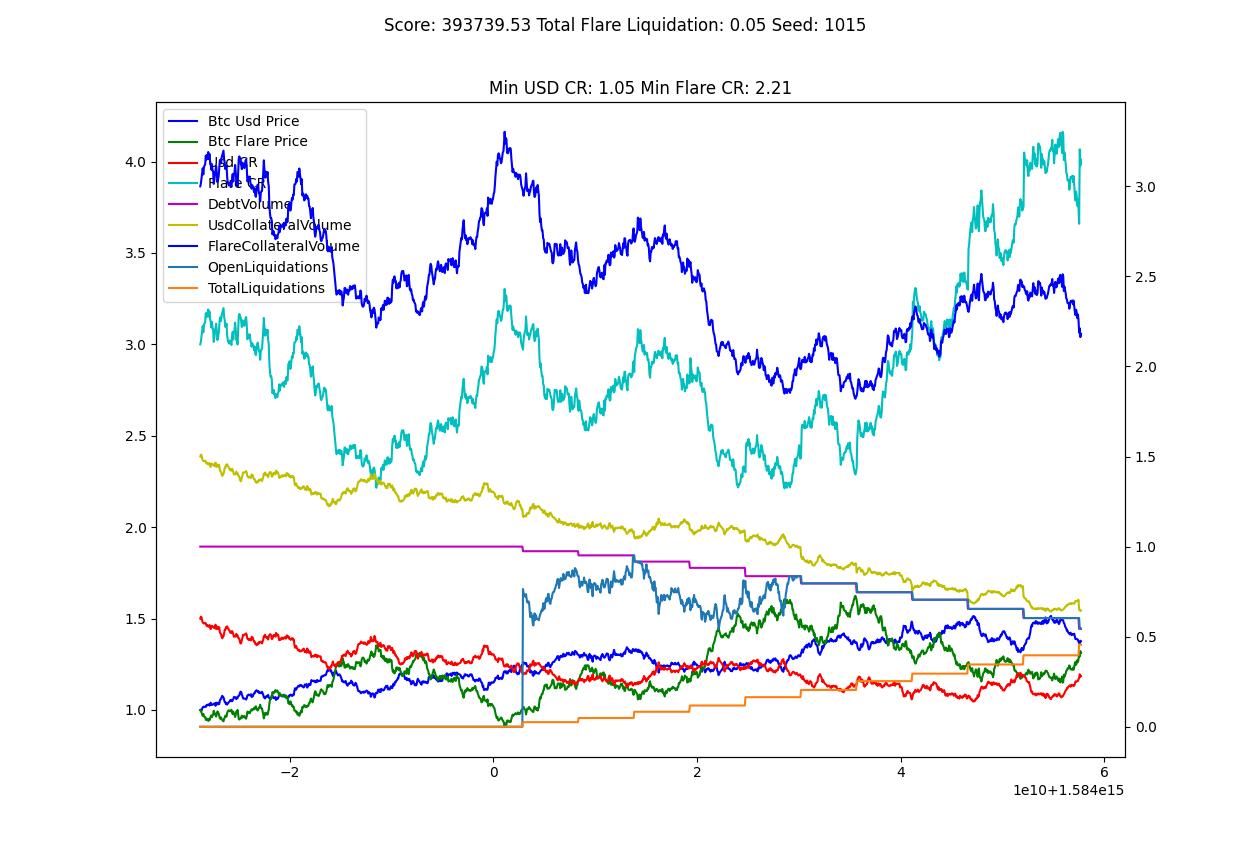 Score: 393739.53 Total Flare Liquidation: 0.05 Seed: 1015
Min USD CR: 1.05 Min Flare CR: 2.21
Btc Usd Price
Btc Flare Price
Usd CR
Flare CR
DebtVolume
UsdCollateralVolume
FlareCollateralVolume
OpenLiquidations
TotalLiquidations
4.0
3.5
3.0
2.5
2.0
1.5
1.0
3.0
2.5
2.0
1.5
1.0
0.5
0.0
−2 0 2 4 6
1e10+1.584e15